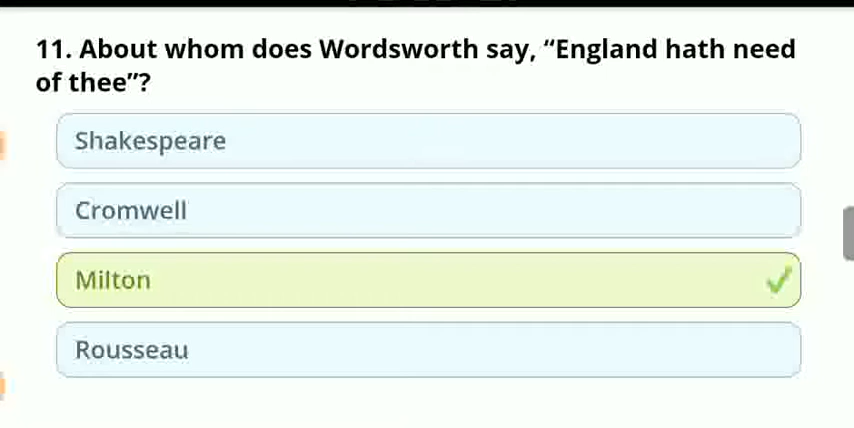 11. About whom does Wordsworth say, “England hath need
of thee”?
Shakespeare
Cromwell
Milton
Rousseau